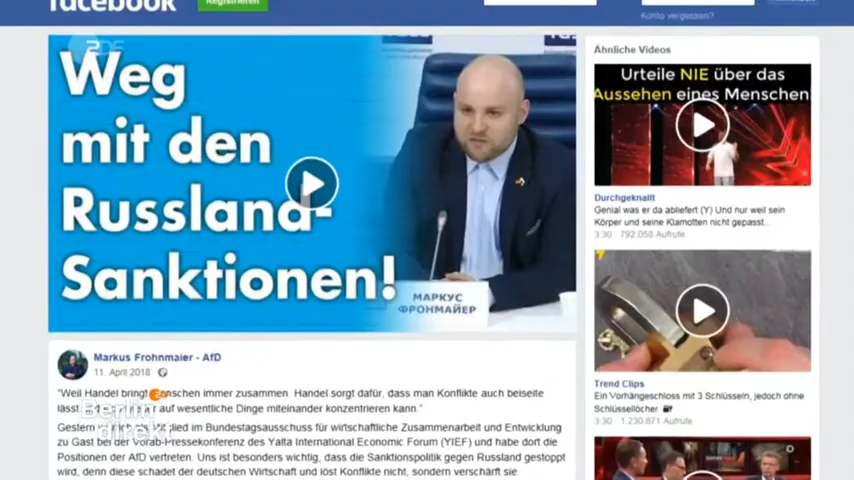 facebook
Registrieren
Konto vergessen?
ZDF
Weg
mit den
Russland-
Sanktionen!
МАРКУС
ФРОНМАЙЕР
Ähnliche Videos
Urteile NIE über das
Aussehen eines Menschen
Durchgeknallt
Genial was er da abliefert (Y) Und nur weil sein
Körper und seine Klamotten nicht gepasst...
3:30 · 792.058 Aufrufe
Trend Clips
Ein Vorhängeschloss mit 3 Schlüsseln, jedoch ohne
Schlüssellöcher.
3:30 · 1.230.871 Aufrufe
Markus Frohnmaier - AfD
11. April 2018
"Weil Handel bringt Menschen immer zusammen. Handel sorgt dafür, dass man Konflikte auch beiseite
auf wesentliche Dinge miteinander konzentrieren kann."
Gestern Mitglied im Bundestagsausschuss für wirtschaftliche Zusammenarbeit und Entwicklung
zu Gast bei der Vorab-Pressekonferenz des Yalta International Economic Forum (YIEF) und habe dort die
Positionen der AfD vertreten. Uns ist besonders wichtig, dass die Sanktionspolitik gegen Russland gestoppt
wird, denn diese schadet der deutschen Wirtschaft und löst Konflikte nicht, sondern verschärft sie.
Berlin
direkt